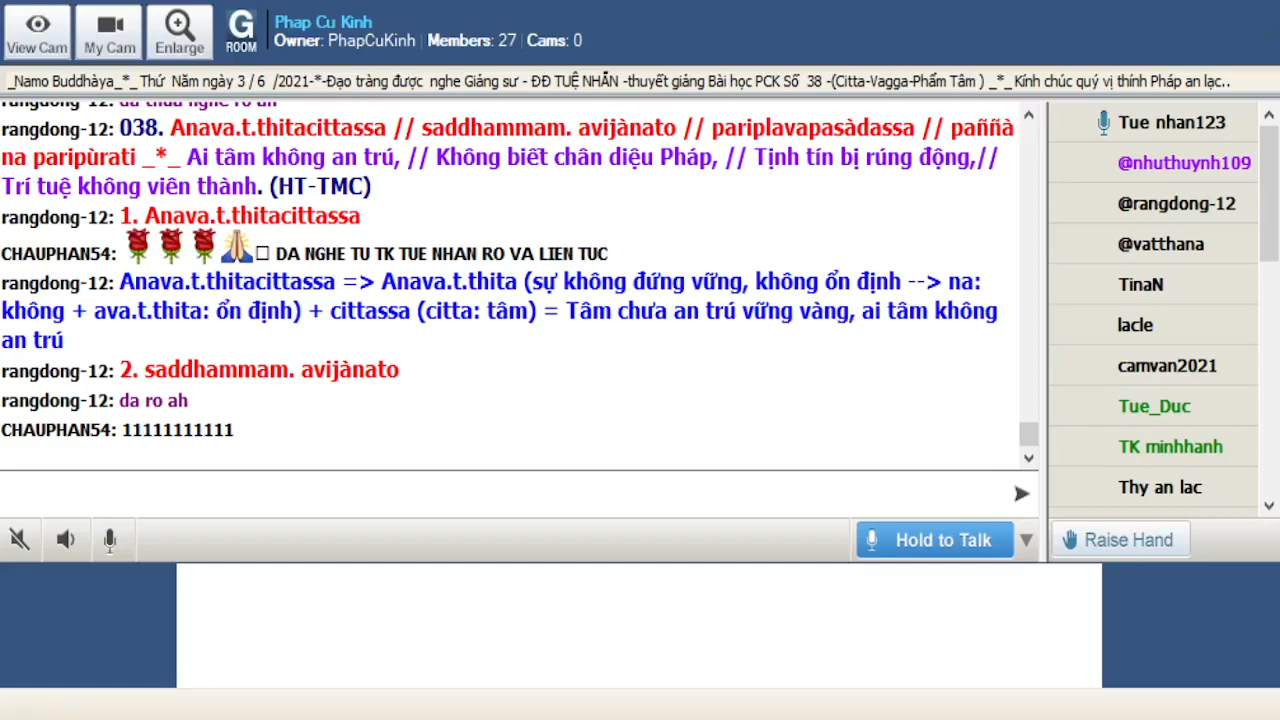 View Cam
My Cam
Enlarge
G
ROOM
Phap Cu Kinh
Owner: PhapCuKinh | Members: 27 | Cams: 0
_Namo Buddhàya_*_ Thứ Năm ngày 3 / 6 /2021-*-Đạo tràng được nghe Giảng sư - ĐĐ TUỆ NHẪN -thuyết giảng Bài học PCK Số 38 -(Citta-Vagga-Phẩm Tâm ) _*_ Kính chúc quý vị thính Pháp an lạc..
rangdong-12: da thua nghe ro ah
rangdong-12: 038. Anava.t.thitacittassa // saddhammam. avijànato // pariplavapasàdassa // paññà
na paripùrati _*_ Ai tâm không an trú, // Không biết chân diệu Pháp, // Tịnh tín bị rúng động,//
Trí tuệ không viên thành. (HT-TMC)
rangdong-12: 1. Anava.t.thitacittassa
CHAUPHAN54: 🌹🌹🌹🙏 DA NGHE TU TK TUE NHAN RO VA LIEN TUC
rangdong-12: Anava.t.thitacittassa => Anava.t.thita (sự không đứng vững, không ổn định --> na:
không + ava.t.thita: ổn định) + cittassa (citta: tâm) = Tâm chưa an trú vững vàng, ai tâm không
an trú
rangdong-12: 2. saddhammam. avijànato
rangdong-12: da ro ah
CHAUPHAN54: 11111111111
Tue nhan123
@nhuthuynh109
@rangdong-12
@vatthana
TinaN
lacle
camvan2021
Tue_Duc
TK minhhanh
Thy an lac
Hold to Talk
Raise Hand